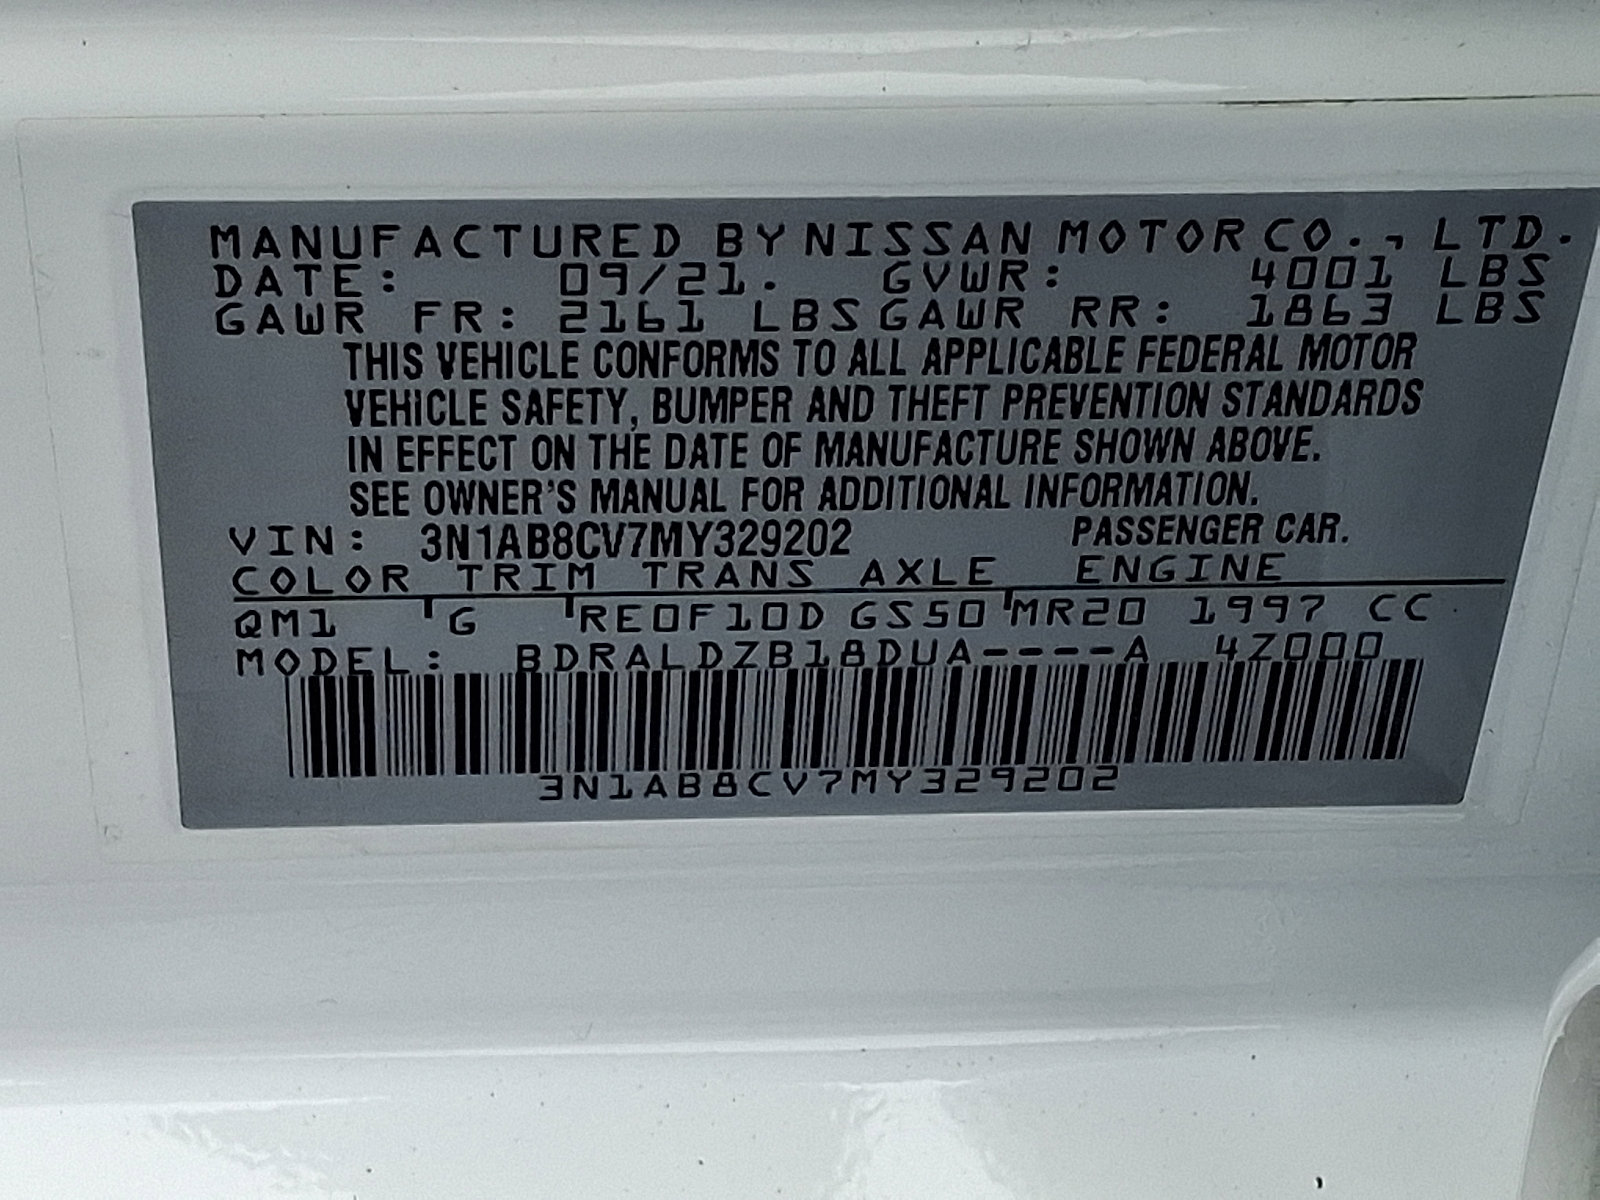 MANUFACTURED BY NISSAN MOTOR CO., LTD.
DATE: 09/21. GVWR: 4001 LBS
GAWR FR: 2161 LBS GAWR RR: 1863 LBS
THIS VEHICLE CONFORMS TO ALL APPLICABLE FEDERAL MOTOR
VEHICLE SAFETY, BUMPER AND THEFT PREVENTION STANDARDS
IN EFFECT ON THE DATE OF MANUFACTURE SHOWN ABOVE.
SEE OWNER'S MANUAL FOR ADDITIONAL INFORMATION.
VIN: 3N1AB8CV7MY329202 PASSENGER CAR.
COLOR TRIM TRANS AXLE ENGINE
QM1 G RE0F10D GS50 MR20 1997 CC
MODEL: BDRALDZB18DUA----A 4Z000
3N1AB8CV7MY329202